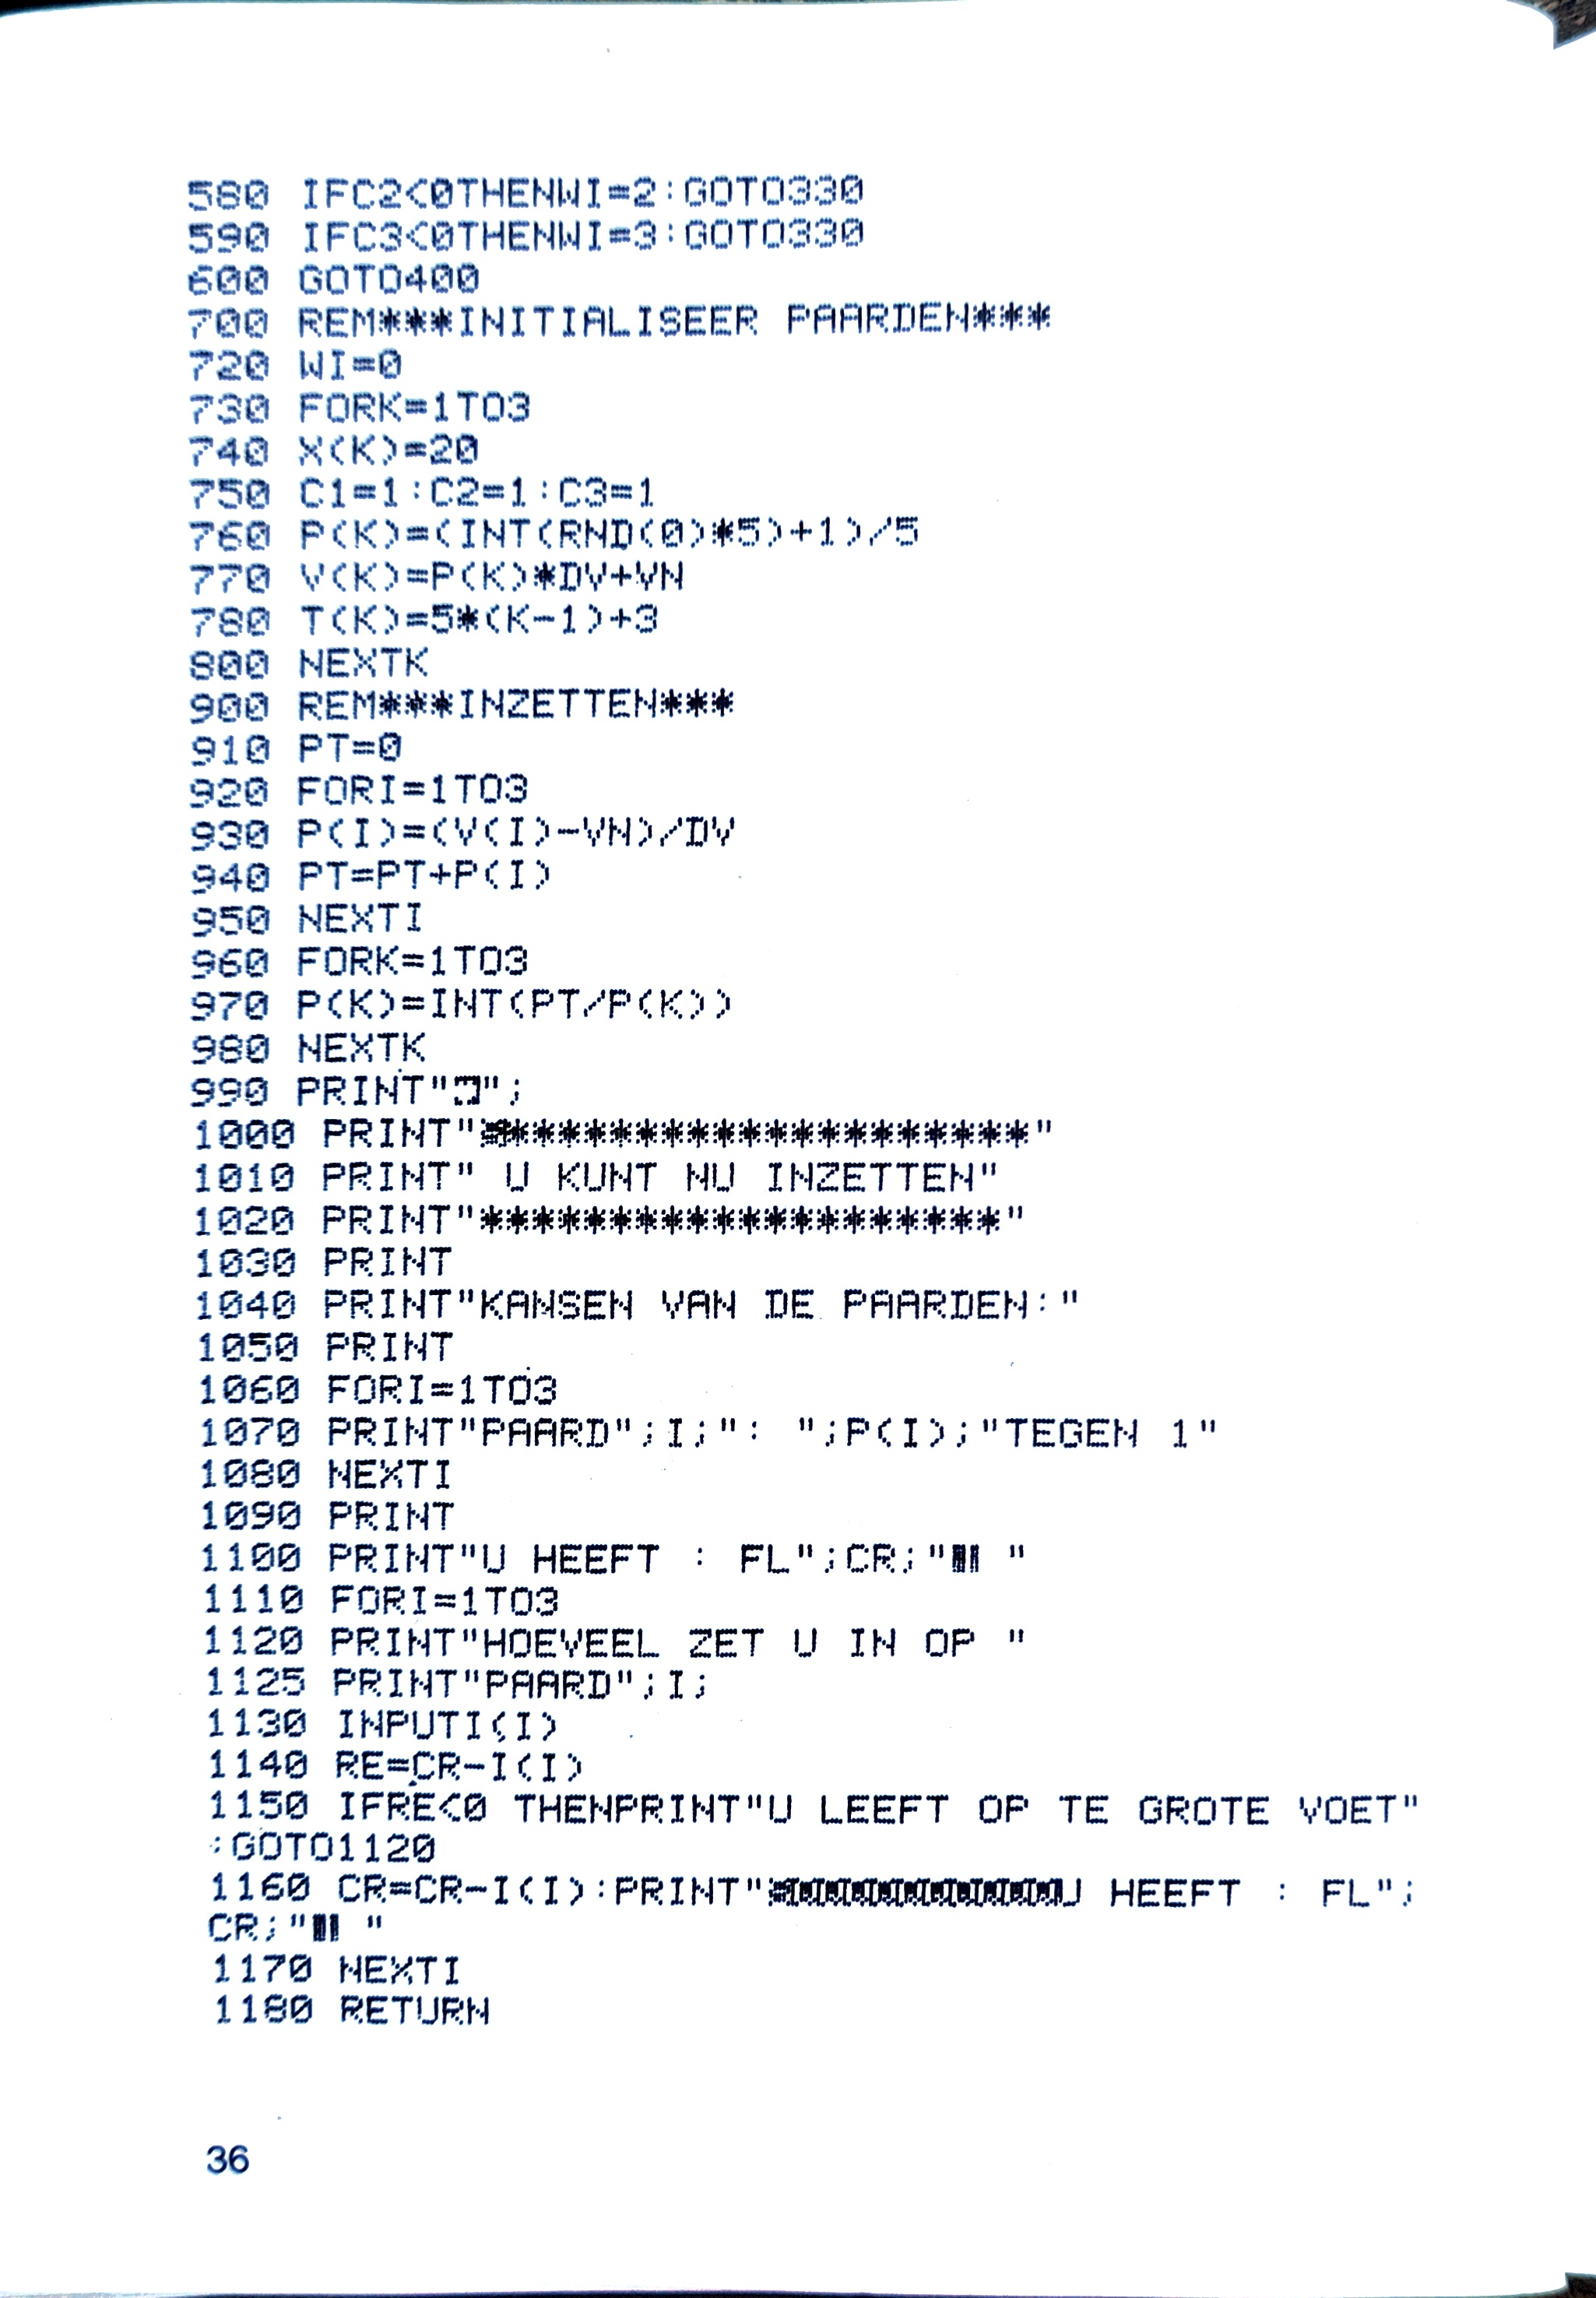 580 IFC2<0THENWI=2:GOTO330
590 IFC3<0THENWI=3:GOTO330
600 GOTO400
700 REM***INITIALISEER PAARDEN***
720 WI=0
730 FORK=1TO3
740 X(K)=20
750 C1=1:C2=1:C3=1
760 P(K)=(INT(RND(0)*5)+1)/5
770 V(K)=P(K)*DV+VN
780 T(K)=5*(K-1)+3
800 NEXTK
900 REM***INZETTEN***
910 PT=0
920 FORI=1TO3
930 P(I)=(V(I)-VN)/DV
940 PT=PT+P(I)
950 NEXTI
960 FORK=1TO3
970 P(K)=INT(PT/P(K))
980 NEXTK
990 PRINT"";
1000 PRINT"********************"
1010 PRINT" U KUNT NU INZETTEN"
1020 PRINT"********************"
1030 PRINT
1040 PRINT"KANSEN VAN DE PAARDEN:"
1050 PRINT
1060 FORI=1TO3
1070 PRINT"PAARD";I;": ";P(I);"TEGEN 1"
1080 NEXTI
1090 PRINT
1100 PRINT"U HEEFT : FL";CR;" "
1110 FORI=1TO3
1120 PRINT"HOEVEEL ZET U IN OP "
1125 PRINT"PAARD";I;
1130 INPUTI(I)
1140 RE=CR-I(I)
1150 IFRE<0 THENPRINT"U LEEFT OP TE GROTE VOET"
:GOTO1120
1160 CR=CR-I(I):PRINT"U HEEFT : FL";
CR;" "
1170 NEXTI
1180 RETURN
36